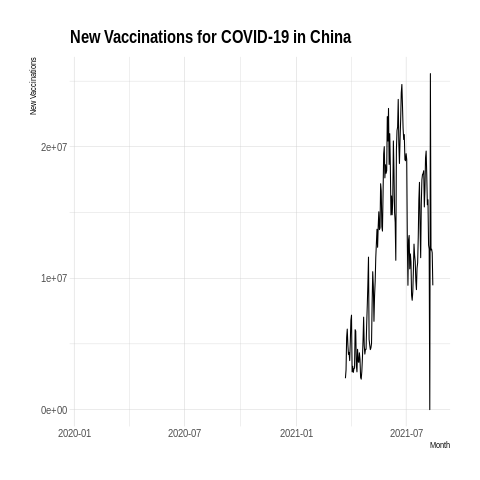 New Vaccinations for COVID-19 in China
New Vaccinations
2e+07
1e+07
0e+00
2020-01 2020-07 2021-01 2021-07
Month